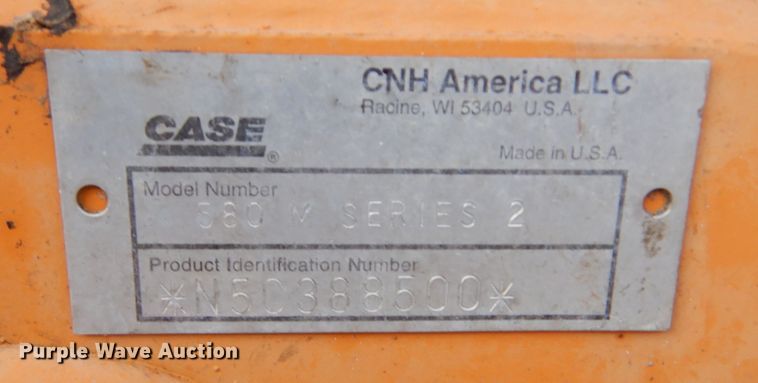 CNH America LLC
Racine, WI 53404 U.S.A.
CASE
®
Made in U.S.A.
Model Number
580 M SERIES 2
Product Identification Number
*N5C388500*
Purple Wave Auction